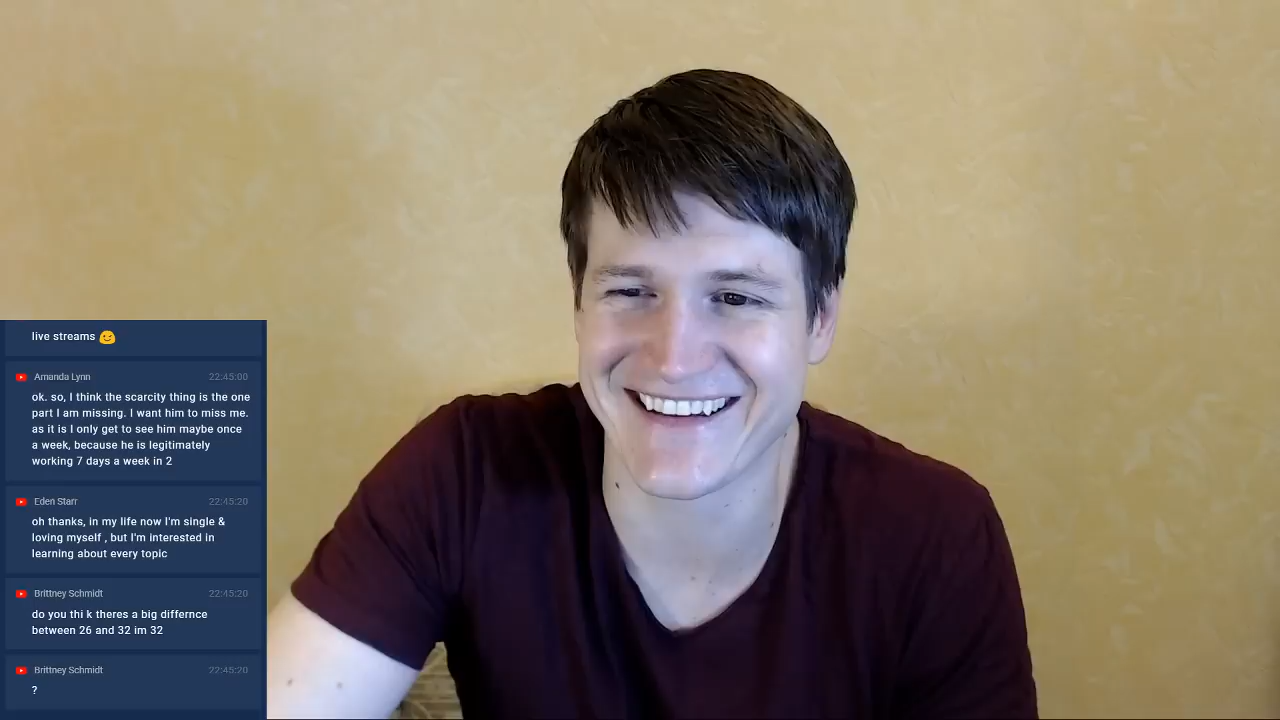 live streams 😉
Amanda Lynn 22:45:00
ok. so, I think the scarcity thing is the one
part I am missing. I want him to miss me.
as it is I only get to see him maybe once
a week, because he is legitimately
working 7 days a week in 2
Eden Starr 22:45:20
oh thanks, in my life now I'm single &
loving myself , but I'm interested in
learning about every topic
Brittney Schmidt 22:45:20
do you thi k theres a big differnce
between 26 and 32 im 32
Brittney Schmidt 22:45:20
?